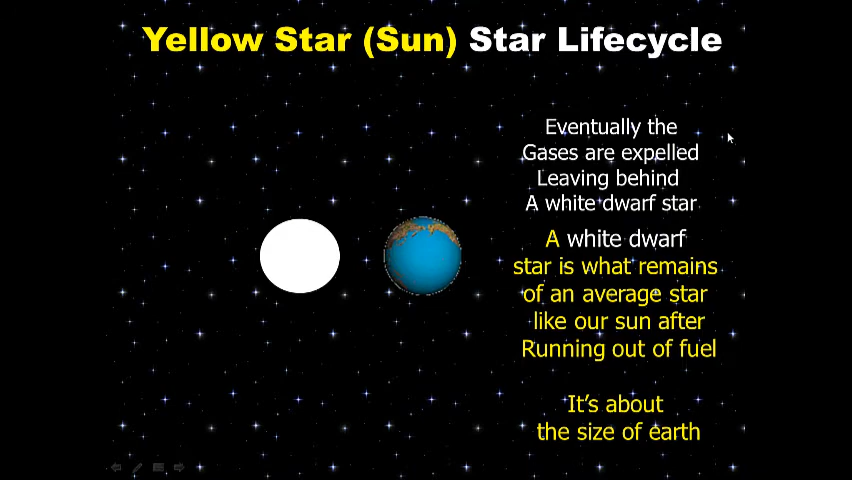 Yellow Star (Sun) Star Lifecycle
Eventually the
Gases are expelled
Leaving behind
A white dwarf star
A white dwarf
star is what remains
of an average star
like our sun after
Running out of fuel
It's about
the size of earth